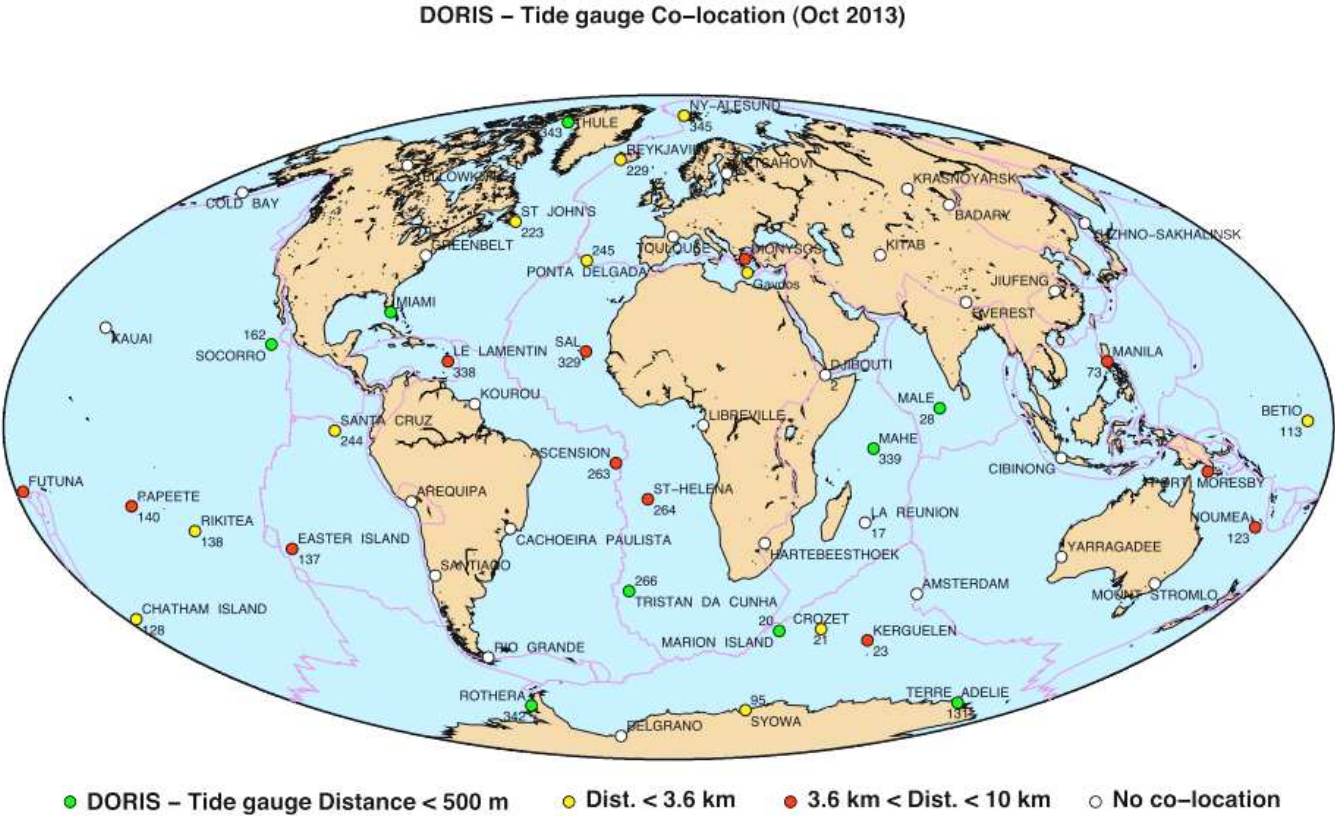 DORIS – Tide gauge Co–location (Oct 2013)
NY–ALESUND
345
THULE
343
REYKJAVIK
229
METSAHOVI
YELLOWKNIFE
KRASNOYARSK
COLD BAY
ST JOHN'S
223
BADARY
GREENBELT
TOULOUSE
DIONYSOS
KITAB
YUZHNO–SAKHALINSK
245
PONTA DELGADA
Gavdos
JIUFENG
MIAMI
EVEREST
KAUAI
162
SOCORRO
LE LAMENTIN
338
SAL
329
MANILA
73
DJIBOUTI
2
KOUROU
MALE
28
SANTA CRUZ
244
LIBREVILLE
BETIO
113
MAHE
339
ASCENSION
263
CIBINONG
FUTUNA
PORT MORESBY
PAPEETE
140
AREQUIPA
ST–HELENA
264
RIKITEA
138
LA REUNION
17
NOUMEA
123
EASTER ISLAND
137
CACHOEIRA PAULISTA
HARTEBEESTHOEK
YARRAGADEE
SANTIAGO
266
TRISTAN DA CUNHA
AMSTERDAM
MOUNT STROMLO
CHATHAM ISLAND
128
20
MARION ISLAND
CROZET
21
KERGUELEN
23
RIO GRANDE
ROTHERA
342
95
SYOWA
TERRE ADELIE
131
BELGRANO
DORIS – Tide gauge Distance < 500 m
Dist. < 3.6 km
3.6 km < Dist. < 10 km
No co–location